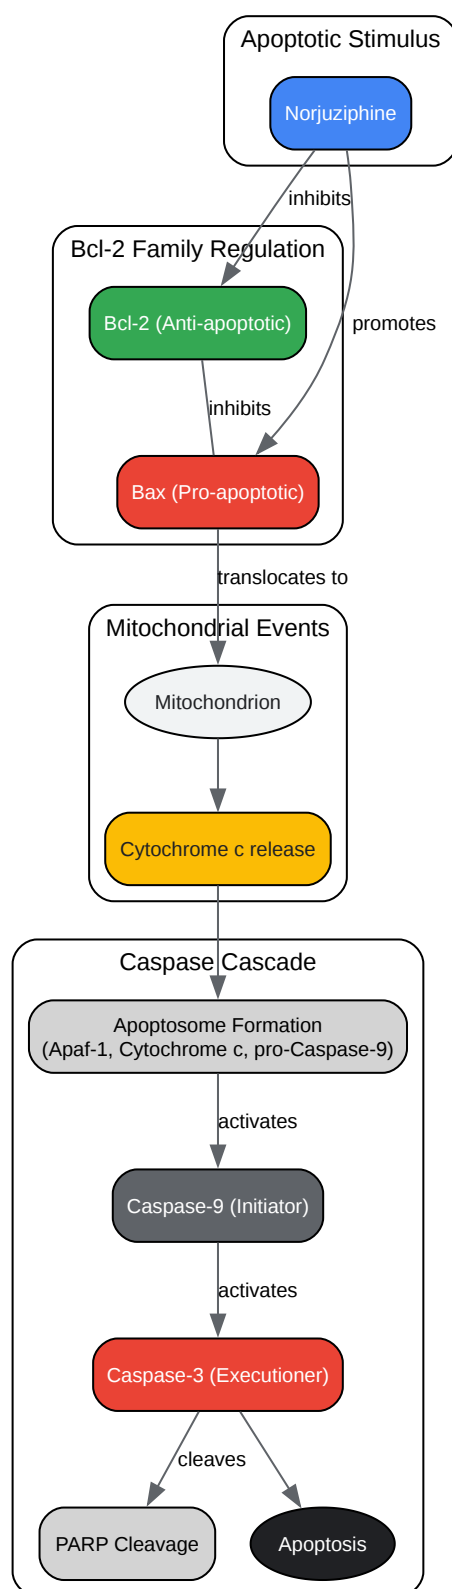 Apoptotic Stimulus
Norjuziphine
inhibits
Bcl-2 Family Regulation
Bcl-2 (Anti-apoptotic)
promotes
inhibits
Bax (Pro-apoptotic)
translocates to
Mitochondrial Events
Mitochondrion
Cytochrome c release
Caspase Cascade
Apoptosome Formation
(Apaf-1, Cytochrome c, pro-Caspase-9)
activates
Caspase-9 (Initiator)
activates
Caspase-3 (Executioner)
cleaves
PARP Cleavage
Apoptosis